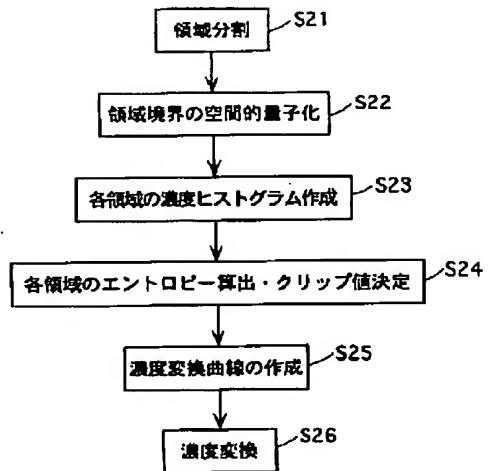 領域分割
S21
領域境界の空間的量子化
S22
各領域の濃度ヒストグラム作成
S23
各領域のエントロピー算出・クリップ値決定
S24
濃度変換曲線の作成
S25
濃度変換
S26